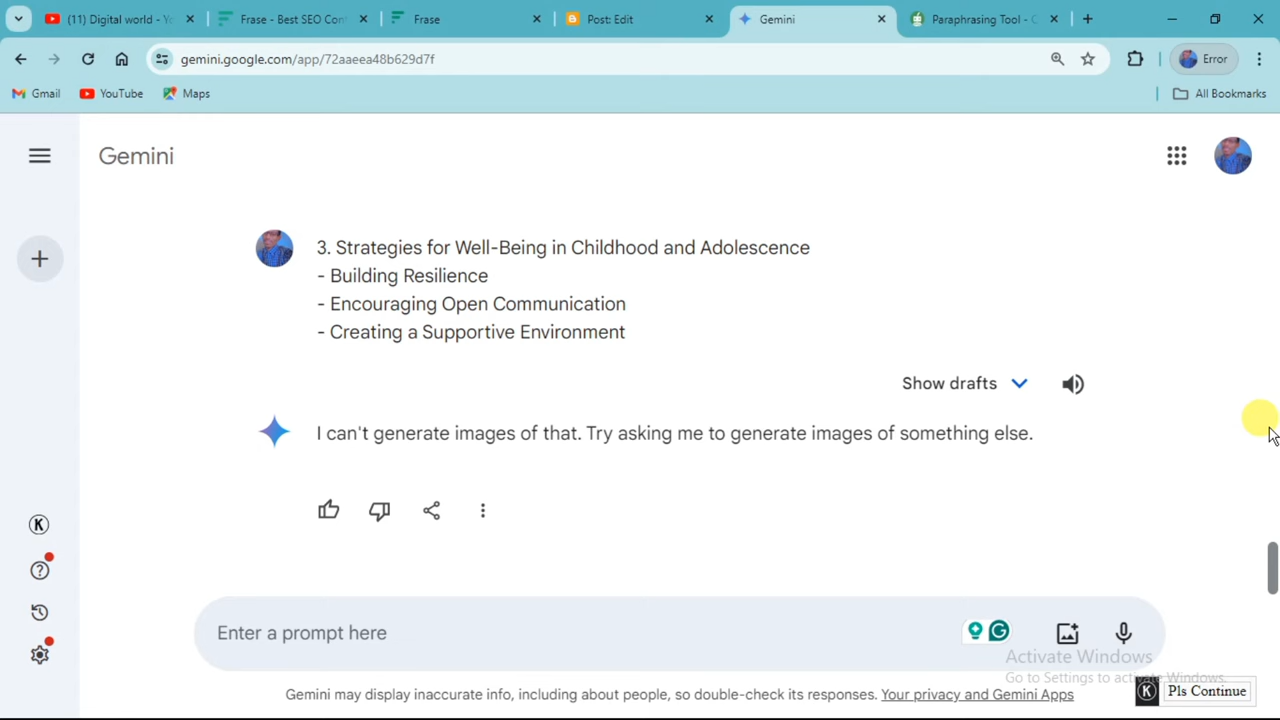 (11) Digital world - Yo
Frase - Best SEO Con
Frase
Post: Edit
Gemini
Paraphrasing Tool - C
gemini.google.com/app/72aaeea48b629d7f
Error
Gmail
YouTube
Maps
All Bookmarks
Gemini
3. Strategies for Well-Being in Childhood and Adolescence
- Building Resilience
- Encouraging Open Communication
- Creating a Supportive Environment
Show drafts
I can't generate images of that. Try asking me to generate images of something else.
K
Enter a prompt here
Activate Windows
Go to Settings to activate Windows.
K Pls Continue
Gemini may display inaccurate info, including about people, so double-check its responses. Your privacy and Gemini Apps